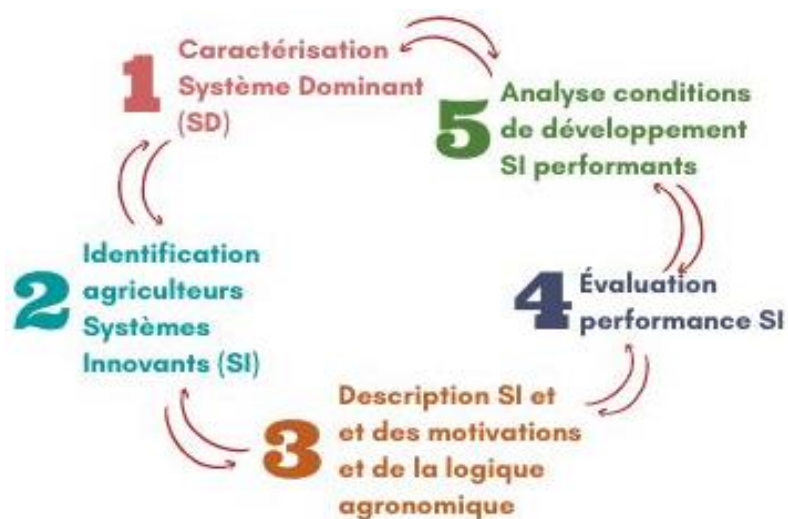 1
Caractérisation
Système Dominant
(SD)
2
Identification
agriculteurs
Systèmes
Innovants (SI)
3
Description SI et
et des motivations
et de la logique
agronomique
4
Évaluation
performance SI
5
Analyse conditions
de développement
SI performants